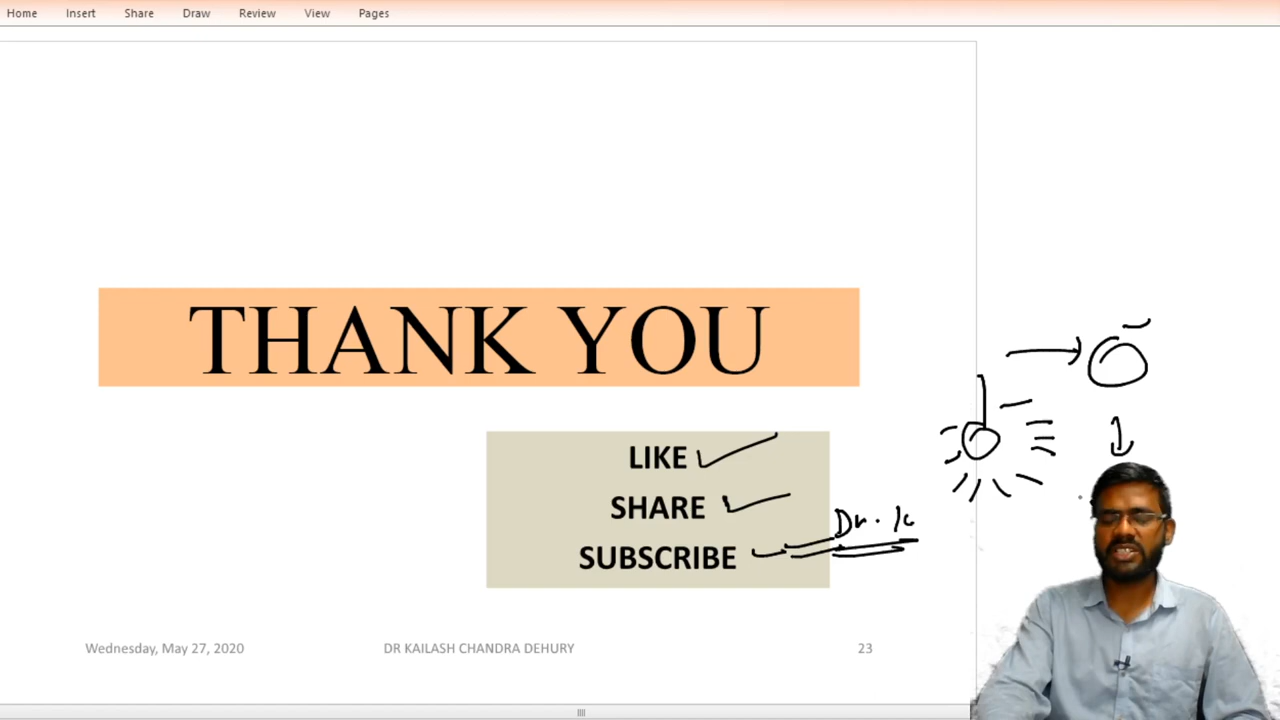 Home Insert Share Draw Review View Pages
THANK YOU
LIKE
SHARE
SUBSCRIBE
Dr. K
Wednesday, May 27, 2020 DR KAILASH CHANDRA DEHURY 23